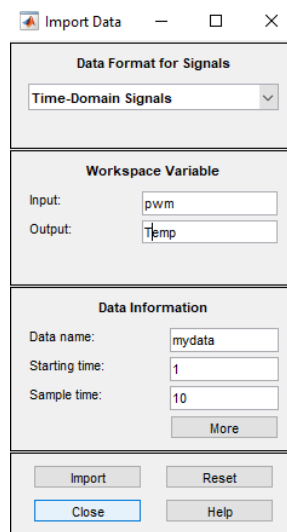 Import Data
Data Format for Signals
Time-Domain Signals
Workspace Variable
Input: pwm
Output: Temp
Data Information
Data name: mydata
Starting time: 1
Sample time: 10
More
Import Reset
Close Help